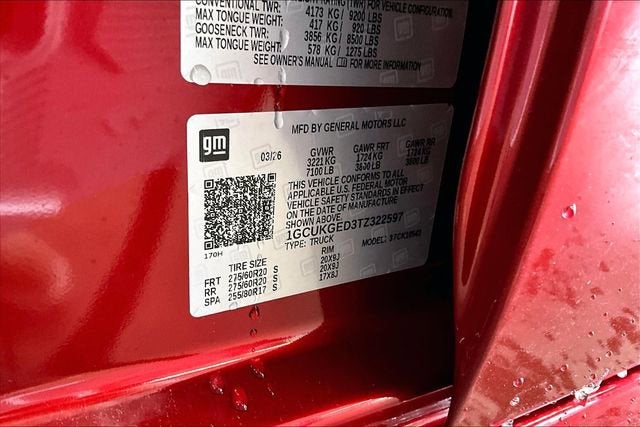 CONVENTIONAL TWR: 4173 KG / 9200 LBS
MAX TONGUE WEIGHT: 417 KG / 920 LBS
GOOSENECK TWR: 3856 KG / 8500 LBS
MAX TONGUE WEIGHT: 578 KG / 1275 LBS
SEE OWNER'S MANUAL FOR MORE INFORMATION
MFD BY GENERAL MOTORS LLC
gm
03/26
GVWR GAWR FRT GAWR RR
3221 KG 1724 KG 1724 KG
7100 LB 3800 LB 3800 LB
THIS VEHICLE CONFORMS TO ALL
APPLICABLE U.S. FEDERAL MOTOR
VEHICLE SAFETY STANDARDS IN EFFECT
ON THE DATE OF MANUFACTURE
SHOWN ABOVE.
1GCUKGED3TZ322597
170H
TYPE: TRUCK MODEL:
TIRE SIZE RIM
FRT 275/60R20 S 20X9J
RR 275/60R20 S 20X9J
SPA 255/80R17 S 17X8J